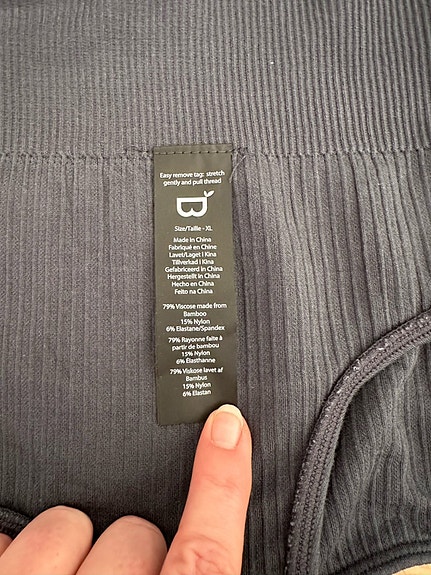 Easy remove tag: stretch
gently and pull thread
B
Size/Taille - XL
Made in China
Fabriqué en Chine
Lavet/Laget i Kina
Tillverkad i Kina
Gefabriceerd in China
Hergestellt in China
Hecho en China
Feito na China
79% Viscose made from
Bamboo
15% Nylon
6% Elastane/Spandex
79% Rayonne faite à
partir de bambou
15% Nylon
6% Elasthanne
79% Viskose lavet af
Bambus
15% Nylon
6% Elastan